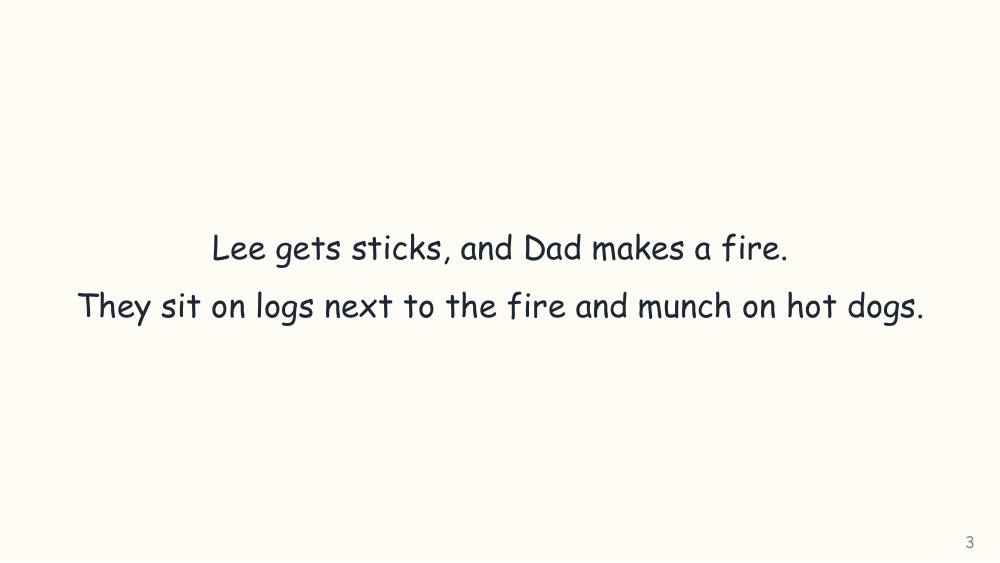 Lee gets sticks, and Dad makes a fire.
They sit on logs next to the fire and munch on hot dogs.
3